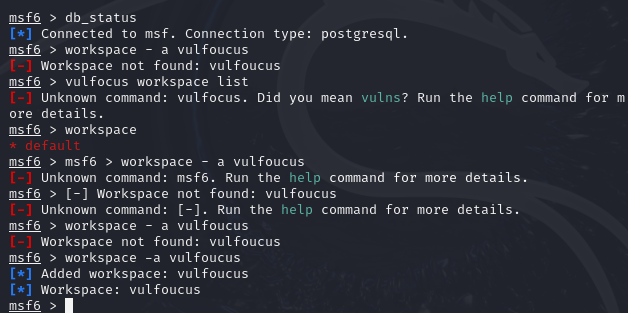 msf6 > db_status
[*] Connected to msf. Connection type: postgresql.
msf6 > workspace - a vulfoucus
[-] Workspace not found: vulfoucus
msf6 > vulfocus workspace list
[-] Unknown command: vulfocus. Did you mean vulns? Run the help command for m
ore details.
msf6 > workspace
* default
msf6 > msf6 > workspace - a vulfoucus
[-] Unknown command: msf6. Run the help command for more details.
msf6 > [-] Workspace not found: vulfoucus
[-] Unknown command: [-]. Run the help command for more details.
msf6 > workspace - a vulfoucus
[-] Workspace not found: vulfoucus
msf6 > workspace -a vulfoucus
[*] Added workspace: vulfoucus
[*] Workspace: vulfoucus
msf6 >